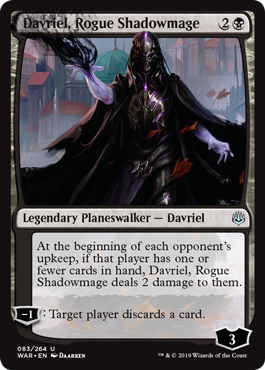 Davriel, Rogue Shadowmage 2
Legendary Planeswalker — Davriel
At the beginning of each opponent's
upkeep, if that player has one or
fewer cards in hand, Davriel, Rogue
Shadowmage deals 2 damage to them.
-1 : Target player discards a card.
3
083/264 U
WAR • EN DAARKEN
™ & © 2019 Wizards of the Coast